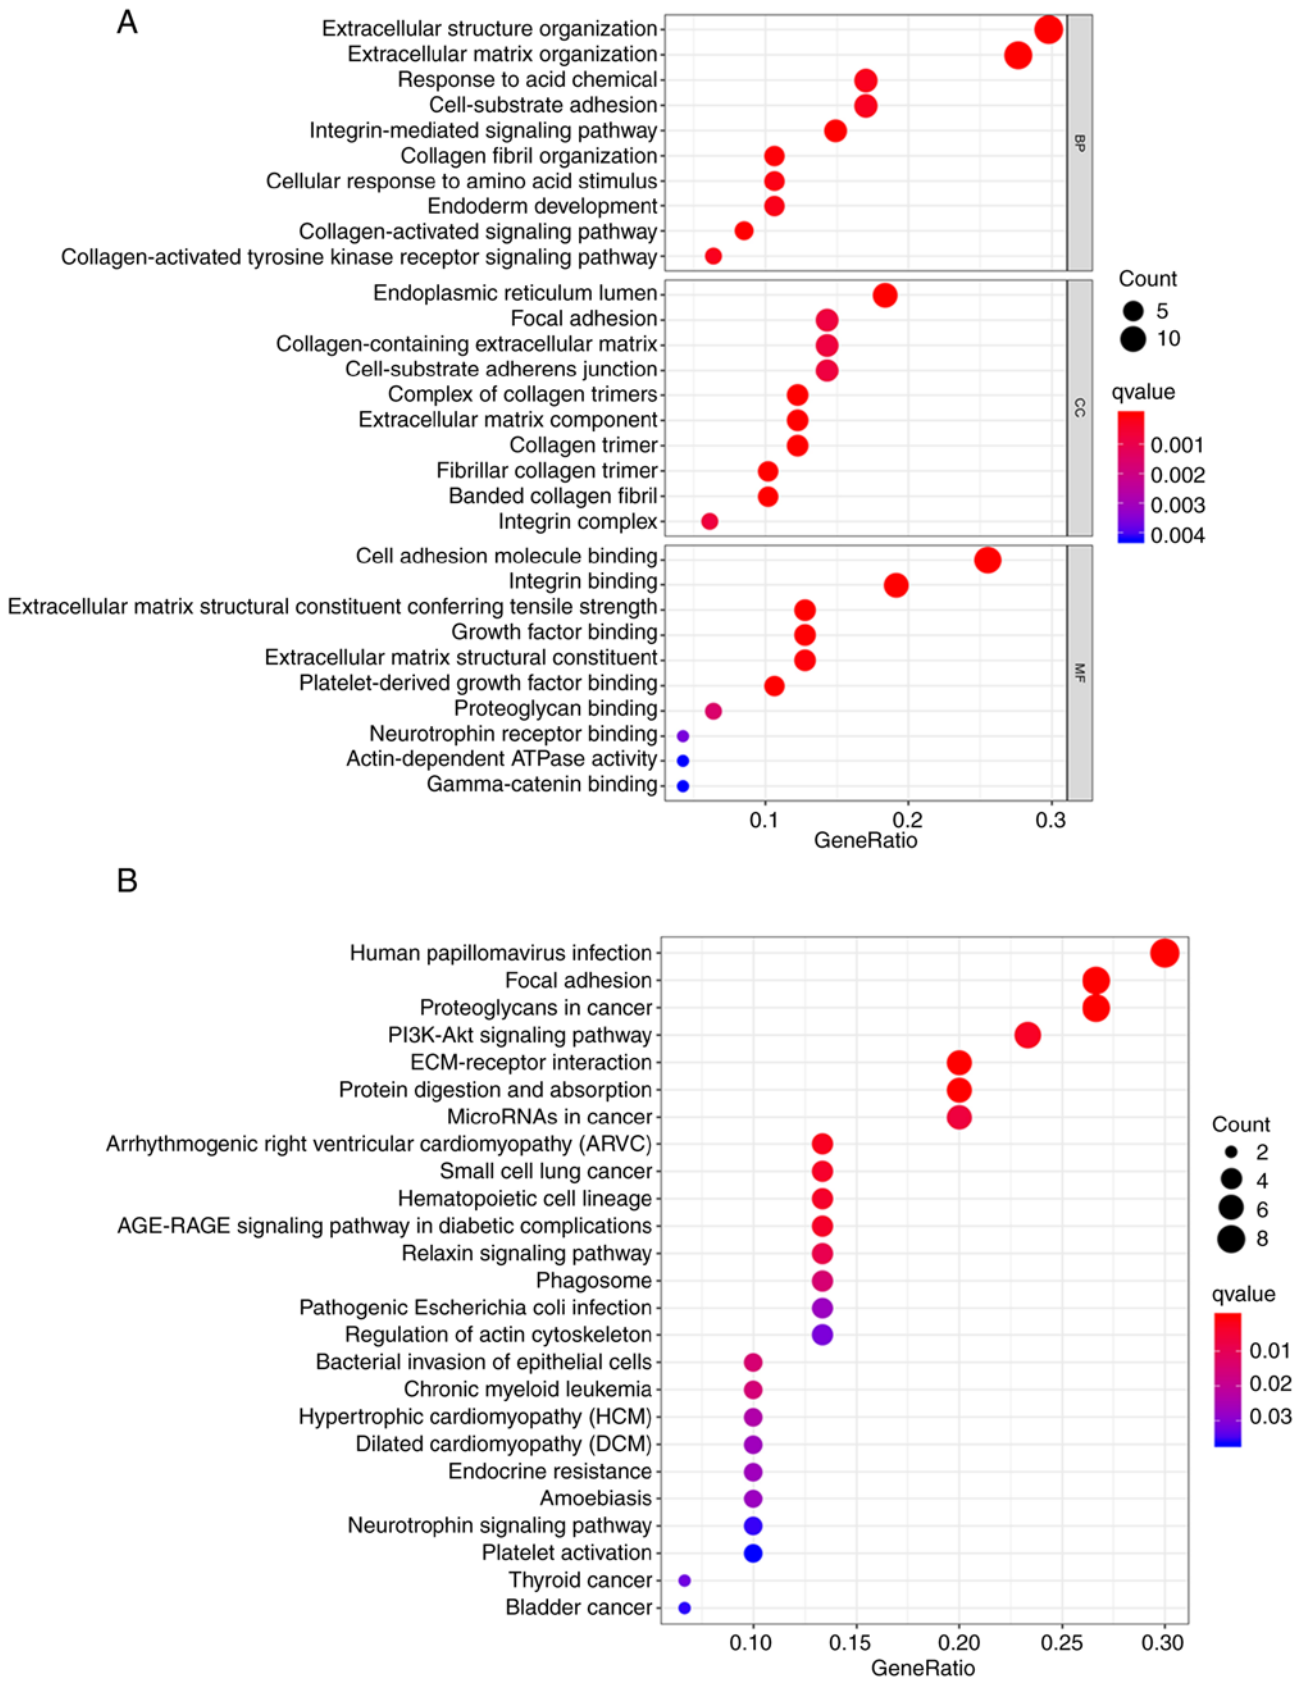 A
Extracellular structure organization
Extracellular matrix organization
Response to acid chemical
Cell-substrate adhesion
Integrin-mediated signaling pathway
Collagen fibril organization
Cellular response to amino acid stimulus
Endoderm development
Collagen-activated signaling pathway
Collagen-activated tyrosine kinase receptor signaling pathway
BP
Endoplasmic reticulum lumen
Focal adhesion
Collagen-containing extracellular matrix
Cell-substrate adherens junction
Complex of collagen trimers
Extracellular matrix component
Collagen trimer
Fibrillar collagen trimer
Banded collagen fibril
Integrin complex
CC
Cell adhesion molecule binding
Integrin binding
Extracellular matrix structural constituent conferring tensile strength
Growth factor binding
Extracellular matrix structural constituent
Platelet-derived growth factor binding
Proteoglycan binding
Neurotrophin receptor binding
Actin-dependent ATPase activity
Gamma-catenin binding
MF
0.1 0.2 0.3
GeneRatio
Count
5
10
qvalue
0.001
0.002
0.003
0.004
B
Human papillomavirus infection
Focal adhesion
Proteoglycans in cancer
PI3K-Akt signaling pathway
ECM-receptor interaction
Protein digestion and absorption
MicroRNAs in cancer
Arrhythmogenic right ventricular cardiomyopathy (ARVC)
Small cell lung cancer
Hematopoietic cell lineage
AGE-RAGE signaling pathway in diabetic complications
Relaxin signaling pathway
Phagosome
Pathogenic Escherichia coli infection
Regulation of actin cytoskeleton
Bacterial invasion of epithelial cells
Chronic myeloid leukemia
Hypertrophic cardiomyopathy (HCM)
Dilated cardiomyopathy (DCM)
Endocrine resistance
Amoebiasis
Neurotrophin signaling pathway
Platelet activation
Thyroid cancer
Bladder cancer
0.10 0.15 0.20 0.25 0.30
GeneRatio
Count
2
4
6
8
qvalue
0.01
0.02
0.03